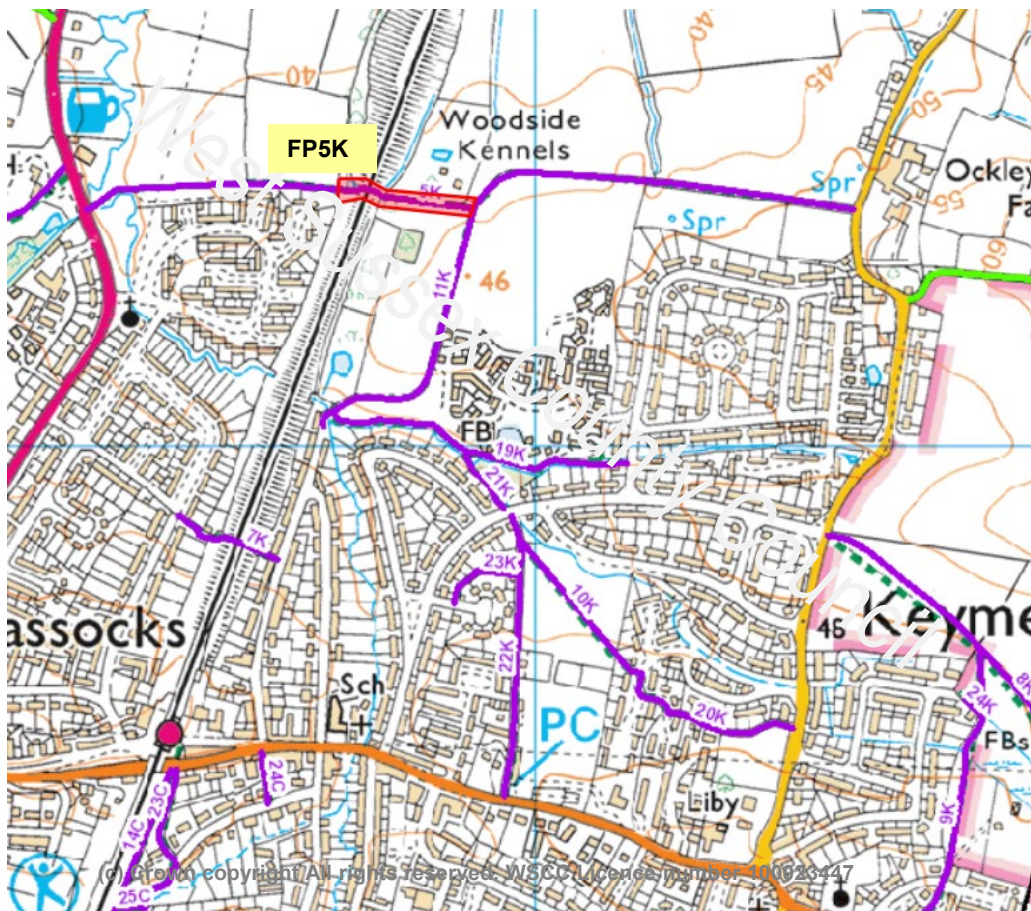 40
40
45
50
Woodside
Kennels
FP5K
Ockley
Fa
H
5K
Spr
Spr
55
60
46
11K
West Sussex County Council
FB
19K
21K
7K
23K
10K
assocks
45 Keyme
22K
8K
Sch
24K
20K
PC
FBs
24C
Liby
23C
14C
9K
(c) Crown copyright All rights reserved. WSCC Licence number 100023447
25C